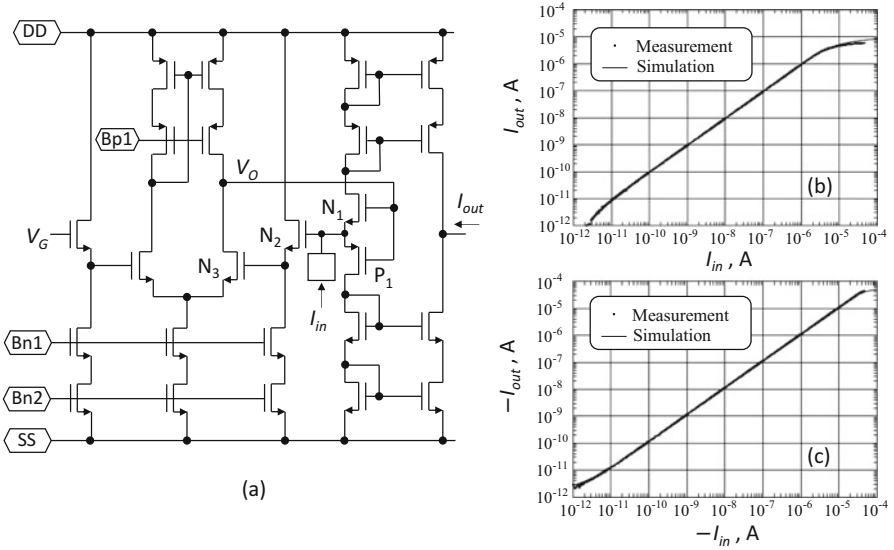 DD
Bp1
V_O
V_G
N_1
N_2
N_3
P_1
I_out
I_in
Bn1
Bn2
SS
(a)
I_out , A
10^-4
10^-5
10^-6
10^-7
10^-8
10^-9
10^-10
10^-11
10^-12
Measurement
Simulation
(b)
10^-12 10^-11 10^-10 10^-9 10^-8 10^-7 10^-6 10^-5 10^-4
I_in , A
−I_out , A
10^-4
10^-5
10^-6
10^-7
10^-8
10^-9
10^-10
10^-11
10^-12
Measurement
Simulation
(c)
10^-12 10^-11 10^-10 10^-9 10^-8 10^-7 10^-6 10^-5 10^-4
−I_in , A